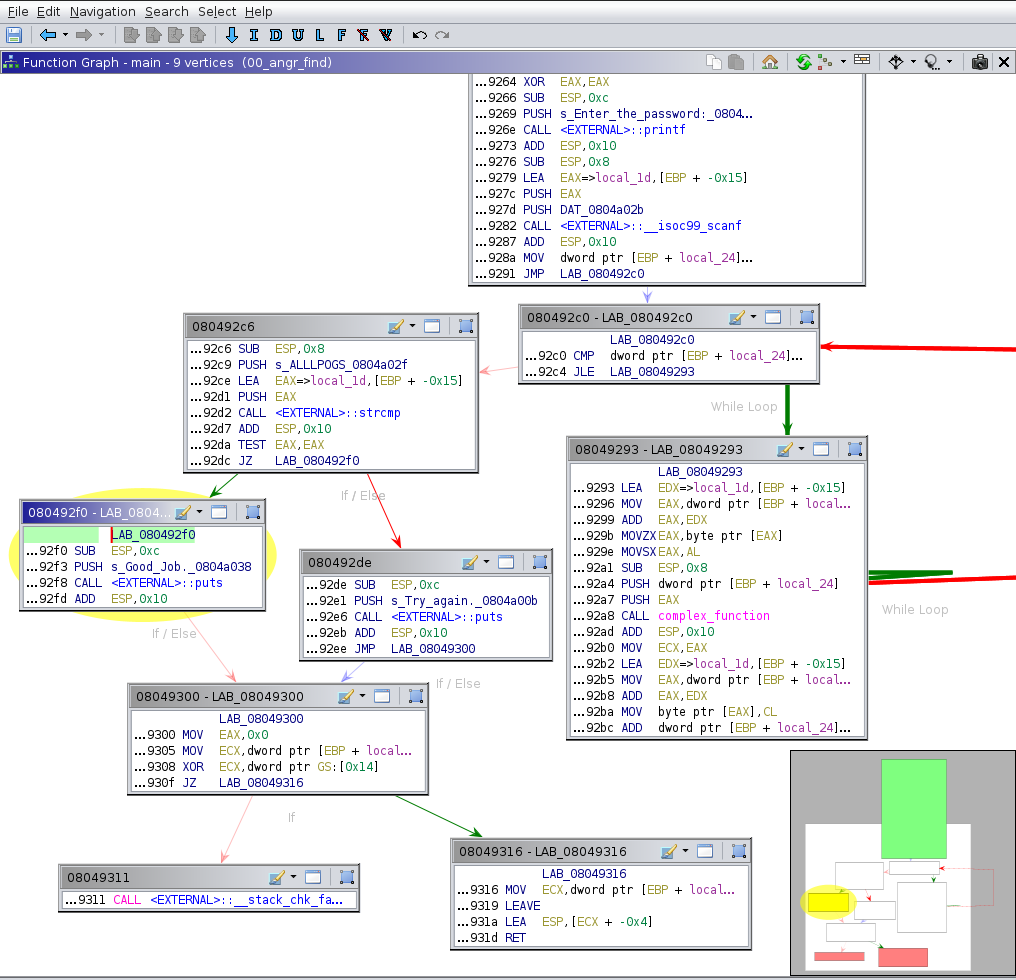 File Edit Navigation Search Select Help
I D U L F F V
Function Graph - main - 9 vertices (00_angr_find)
...9264 XOR EAX,EAX
...9266 SUB ESP,0xc
...9269 PUSH s_Enter_the_password:_0804...
...926e CALL <EXTERNAL>::printf
...9273 ADD ESP,0x10
...9276 SUB ESP,0x8
...9279 LEA EAX=>local_1d,[EBP + -0x15]
...927c PUSH EAX
...927d PUSH DAT_0804a02b
...9282 CALL <EXTERNAL>::__isoc99_scanf
...9287 ADD ESP,0x10
...928a MOV dword ptr [EBP + local_24]...
...9291 JMP LAB_080492c0
080492c0 - LAB_080492c0
LAB_080492c0
...92c0 CMP dword ptr [EBP + local_24]...
...92c4 JLE LAB_08049293
080492c6
...92c6 SUB ESP,0x8
...92c9 PUSH s_ALLLPOGS_0804a02f
...92ce LEA EAX=>local_1d,[EBP + -0x15]
...92d1 PUSH EAX
...92d2 CALL <EXTERNAL>::strcmp
...92d7 ADD ESP,0x10
...92da TEST EAX,EAX
...92dc JZ LAB_080492f0
While Loop
08049293 - LAB_08049293
LAB_08049293
...9293 LEA EDX=>local_1d,[EBP + -0x15]
...9296 MOV EAX,dword ptr [EBP + local...
...9299 ADD EAX,EDX
...929b MOVZX EAX,byte ptr [EAX]
...929e MOVSX EAX,AL
...92a1 SUB ESP,0x8
...92a4 PUSH dword ptr [EBP + local_24]
...92a7 PUSH EAX
...92a8 CALL complex_function
...92ad ADD ESP,0x10
...92b0 MOV ECX,EAX
...92b2 LEA EDX=>local_1d,[EBP + -0x15]
...92b5 MOV EAX,dword ptr [EBP + local...
...92b8 ADD EAX,EDX
...92ba MOV byte ptr [EAX],CL
...92bc ADD dword ptr [EBP + local_24]...
While Loop
If / Else
080492f0 - LAB_0804...
LAB_080492f0
...92f0 SUB ESP,0xc
...92f3 PUSH s_Good_Job._0804a038
...92f8 CALL <EXTERNAL>::puts
...92fd ADD ESP,0x10
080492de
...92de SUB ESP,0xc
...92e1 PUSH s_Try_again._0804a00b
...92e6 CALL <EXTERNAL>::puts
...92eb ADD ESP,0x10
...92ee JMP LAB_08049300
If / Else
If / Else
08049300 - LAB_08049300
LAB_08049300
...9300 MOV EAX,0x0
...9305 MOV ECX,dword ptr [EBP + local...
...9308 XOR ECX,dword ptr GS:[0x14]
...930f JZ LAB_08049316
If
08049311
...9311 CALL <EXTERNAL>::__stack_chk_fa...
08049316 - LAB_08049316
LAB_08049316
...9316 MOV ECX,dword ptr [EBP + local...
...9319 LEAVE
...931a LEA ESP,[ECX + -0x4]
...931d RET